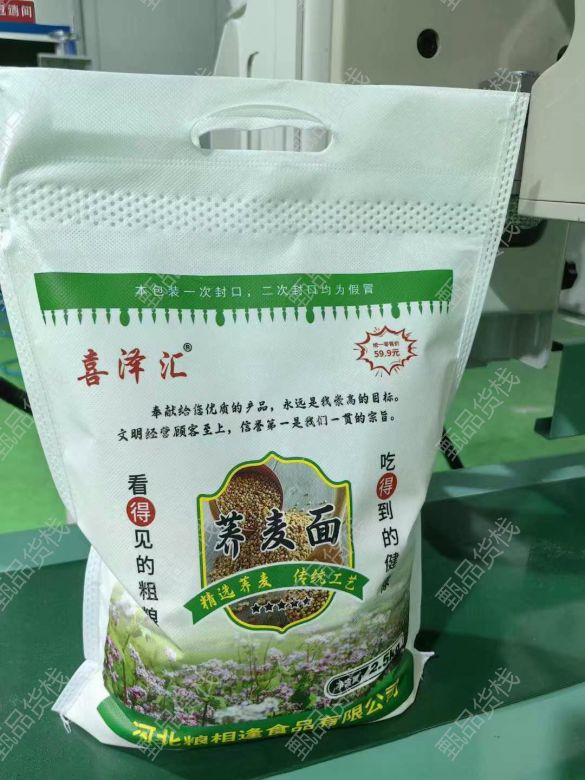 本包装一次封口，二次封口均为假冒
喜泽汇®
统一零售价
59.9元
奉献给您优质的产品，永远是我崇高的目标。
文明经营顾客至上，信誉第一是我们一贯的宗旨。
看得见的粗粮
吃得到的健康
荞麦面
精选荞麦 传统工艺
净含量
河北粮相逢食品有限公司
甄品货栈